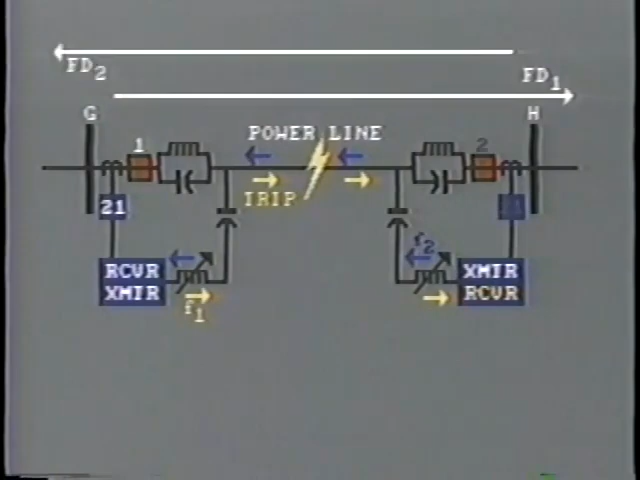 FD2
FD1
G
H
POWER LINE
1
2
TRIP
21
f2
RCVR
XMTR
XMTR
RCVR
f1